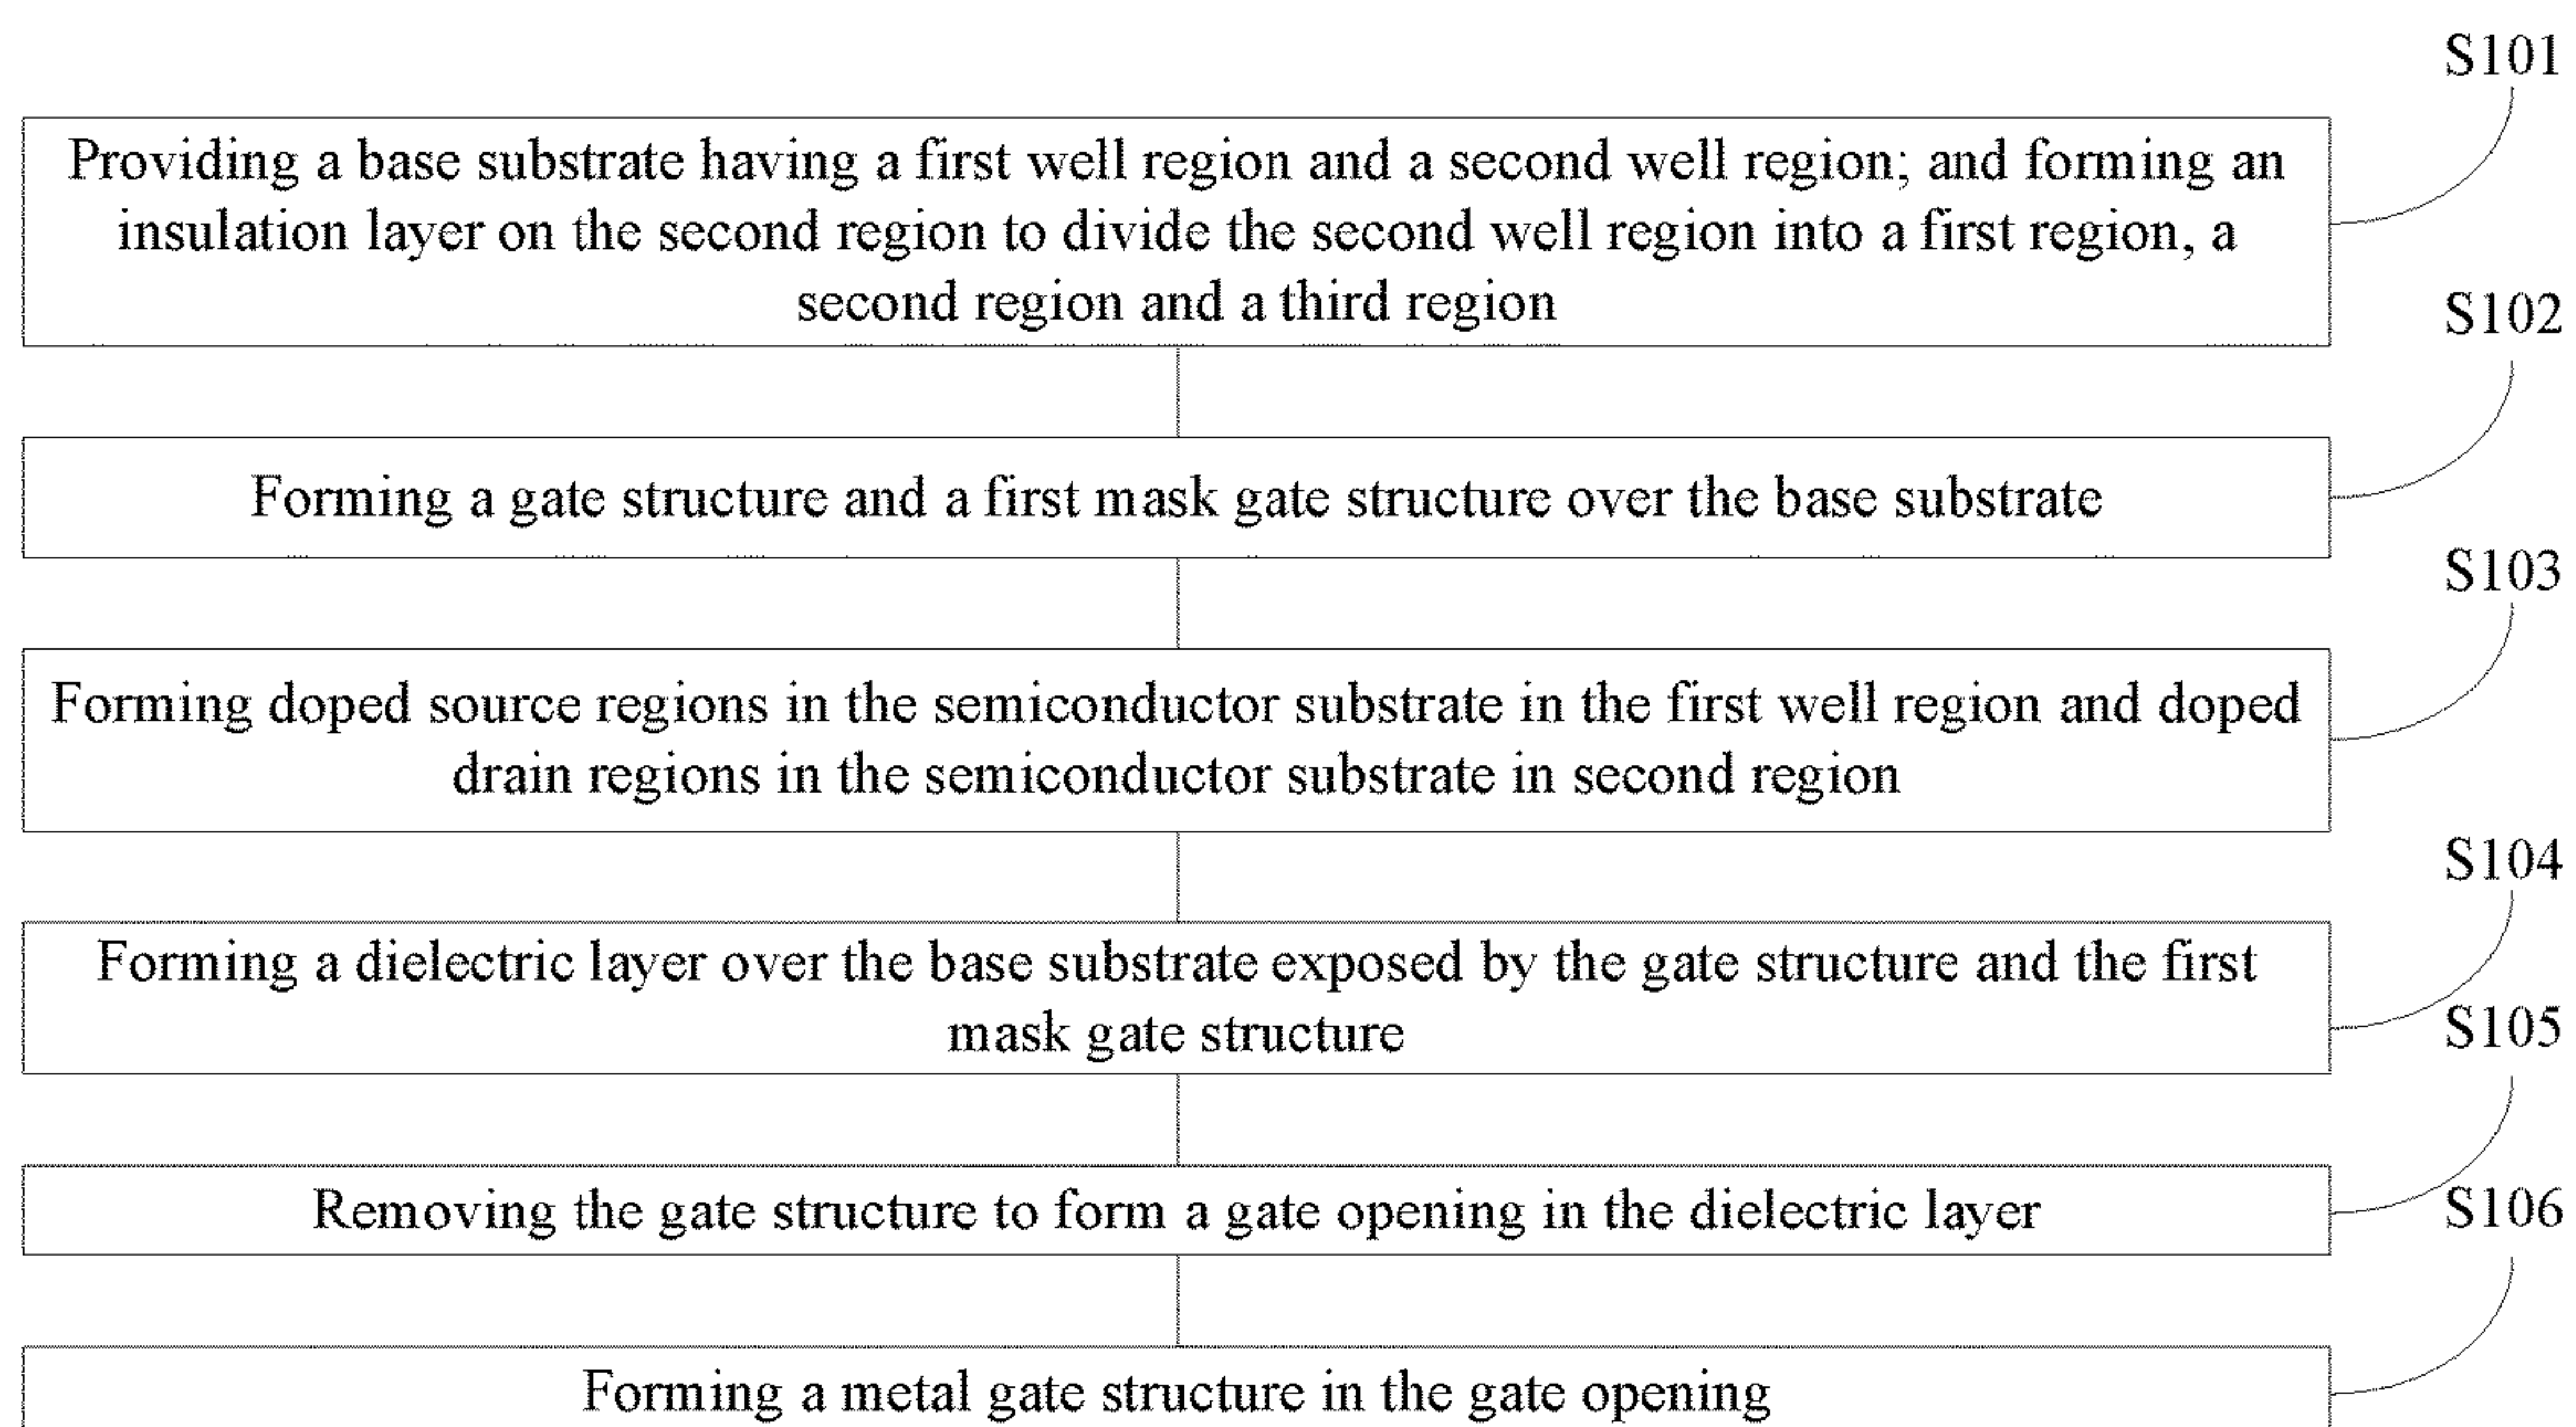 S101
Providing a base substrate having a first well region and a second well region; and forming an
insulation layer on the second region to divide the second well region into a first region, a
second region and a third region
S102
Forming a gate structure and a first mask gate structure over the base substrate
S103
Forming doped source regions in the semiconductor substrate in the first well region and doped
drain regions in the semiconductor substrate in second region
S104
Forming a dielectric layer over the base substrate exposed by the gate structure and the first
mask gate structure
S105
Removing the gate structure to form a gate opening in the dielectric layer
S106
Forming a metal gate structure in the gate opening